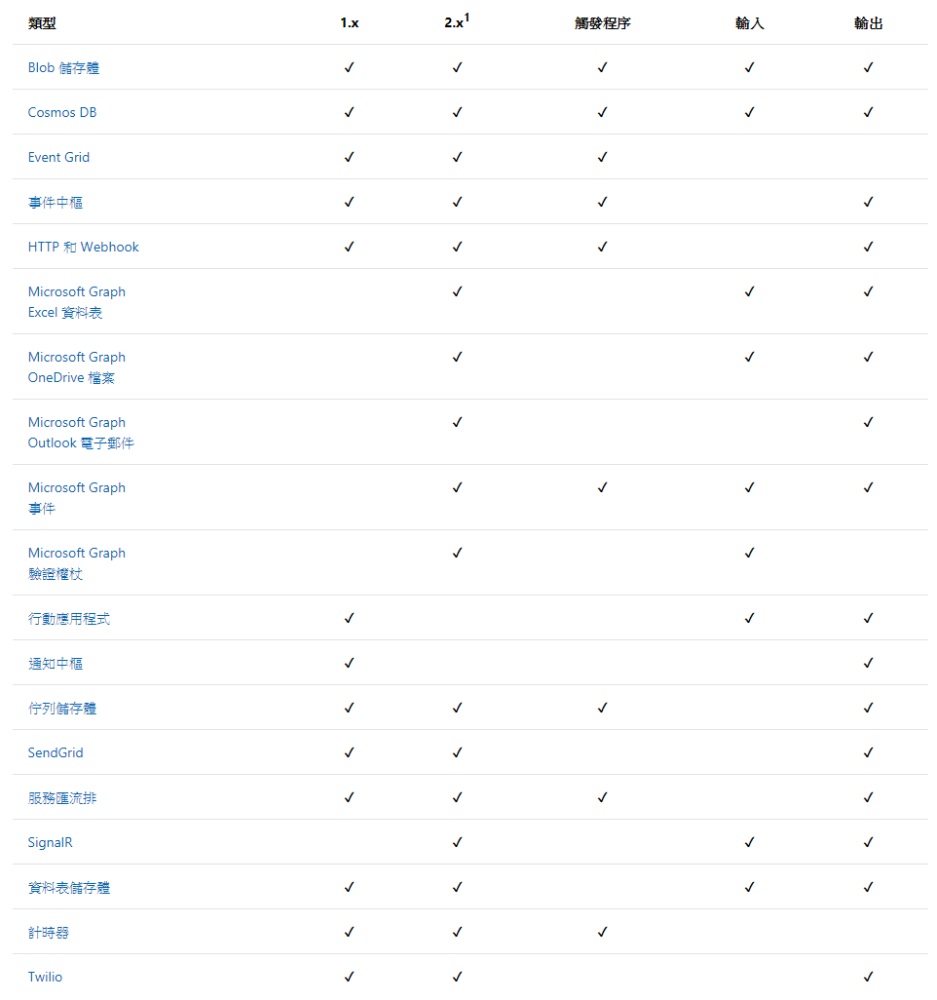 類型 1.x 2.x¹ 觸發程序 輸入 輸出
Blob 儲存體 ✓ ✓ ✓ ✓ ✓
Cosmos DB ✓ ✓ ✓ ✓ ✓
Event Grid ✓ ✓ ✓
事件中樞 ✓ ✓ ✓ ✓
HTTP 和 Webhook ✓ ✓ ✓ ✓
Microsoft Graph ✓ ✓ ✓
Excel 資料表
Microsoft Graph ✓ ✓ ✓
OneDrive 檔案
Microsoft Graph ✓ ✓
Outlook 電子郵件
Microsoft Graph ✓ ✓ ✓ ✓
事件
Microsoft Graph ✓ ✓
驗證權杖
行動應用程式 ✓ ✓ ✓
通知中樞 ✓ ✓
佇列儲存體 ✓ ✓ ✓ ✓
SendGrid ✓ ✓ ✓
服務匯流排 ✓ ✓ ✓ ✓
SignalR ✓ ✓ ✓
資料表儲存體 ✓ ✓ ✓ ✓
計時器 ✓ ✓ ✓
Twilio ✓ ✓ ✓